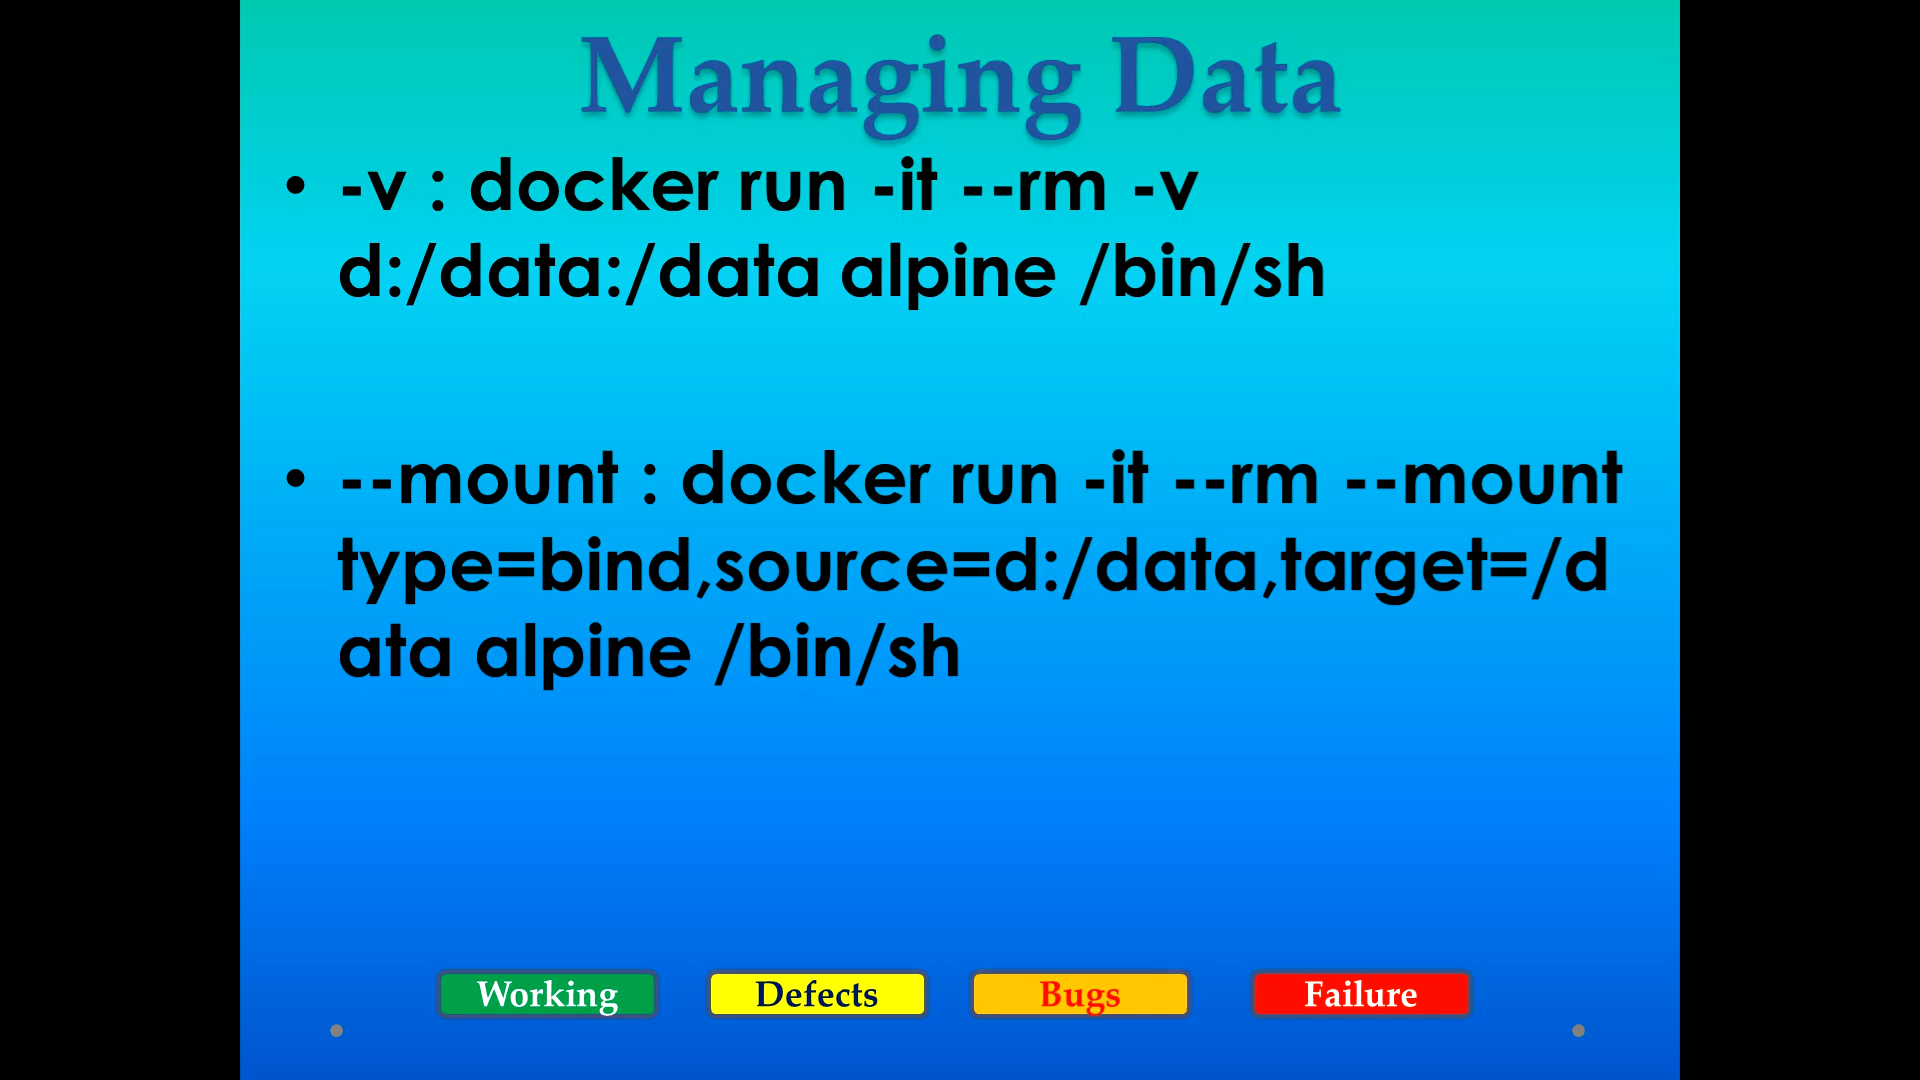 Managing Data
• -v : docker run -it --rm -v
d:/data:/data alpine /bin/sh
• --mount : docker run -it --rm --mount
type=bind,source=d:/data,target=/d
ata alpine /bin/sh
Working Defects Bugs Failure